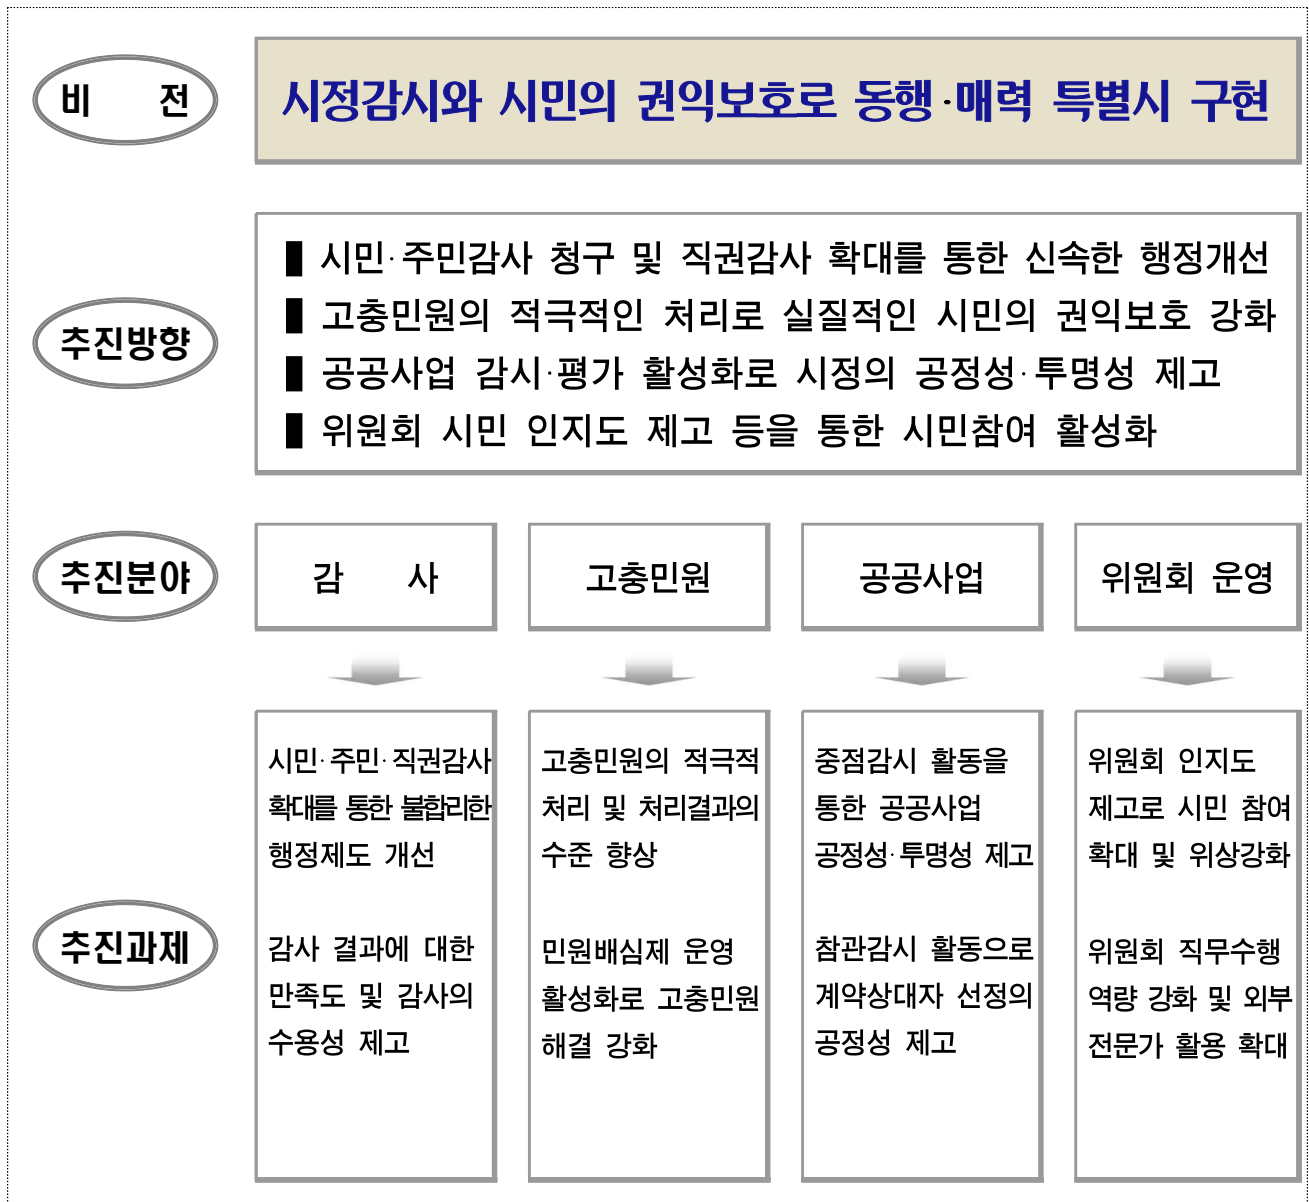 비 전
시정감시와 시민의 권익보호로 동행·매력 특별시 구현
추진방향
▮ 시민·주민감사 청구 및 직권감사 확대를 통한 신속한 행정개선
▮ 고충민원의 적극적인 처리로 실질적인 시민의 권익보호 강화
▮ 공공사업 감시·평가 활성화로 시정의 공정성·투명성 제고
▮ 위원회 시민 인지도 제고 등을 통한 시민참여 활성화
추진분야
감 사
고충민원
공공사업
위원회 운영
추진과제
시민·주민·직권감사
확대를 통한 불합리한
행정제도 개선
감사 결과에 대한
만족도 및 감사의
수용성 제고
고충민원의 적극적
처리 및 처리결과의
수준 향상
민원배심제 운영
활성화로 고충민원
해결 강화
중점감시 활동을
통한 공공사업
공정성·투명성 제고
참관감시 활동으로
계약상대자 선정의
공정성 제고
위원회 인지도
제고로 시민 참여
확대 및 위상강화
위원회 직무수행
역량 강화 및 외부
전문가 활용 확대